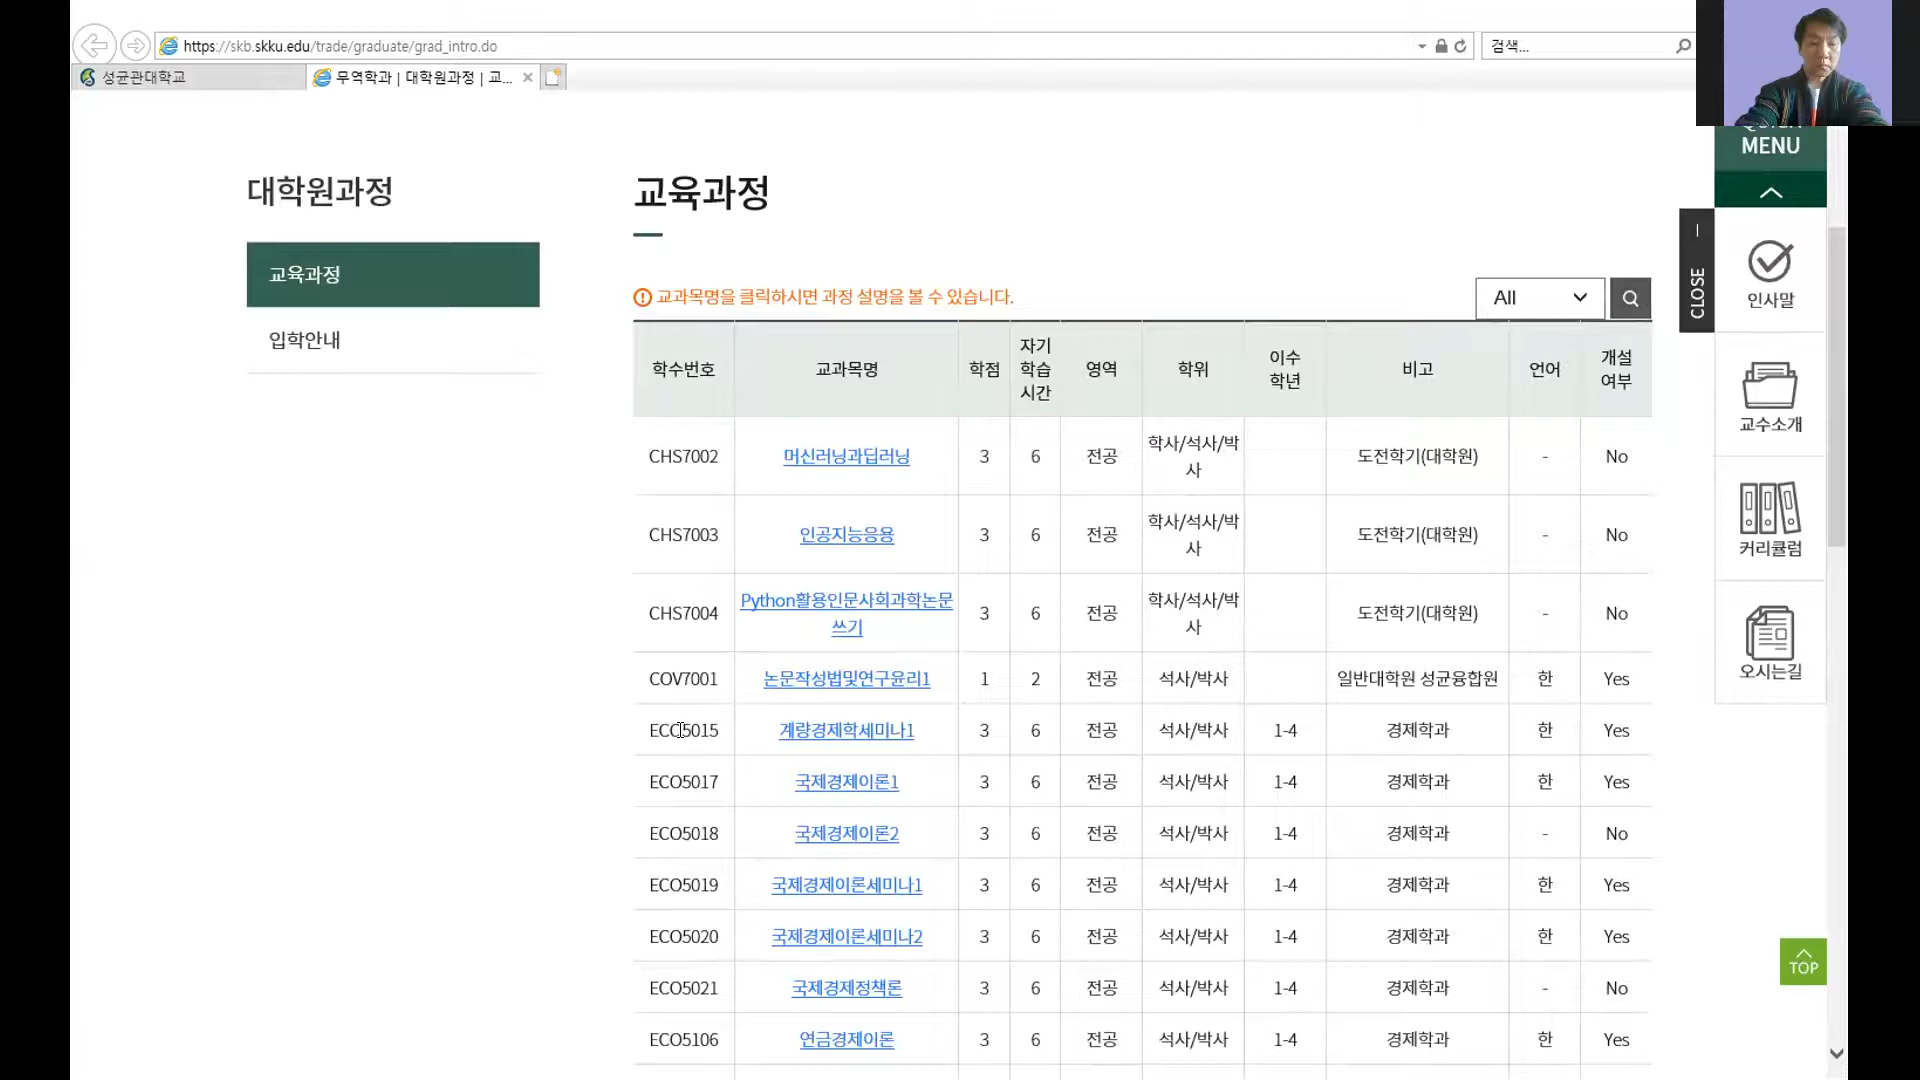 https://skb.skku.edu/trade/graduate/grad_intro.do
검색...
성균관대학교
무역학과 | 대학원과정 | 교...
MENU
CLOSE
인사말
교수소개
커리큘럼
오시는길
TOP
대학원과정
교육과정
입학안내
교육과정
교과목명을 클릭하시면 과정 설명을 볼 수 있습니다.
All
학수번호 교과목명 학점 자기 학습 시간 영역 학위 이수 학년 비고 언어 개설 여부
CHS7002 머신러닝과딥러닝 3 6 전공 학사/석사/박사 도전학기(대학원) - No
CHS7003 인공지능응용 3 6 전공 학사/석사/박사 도전학기(대학원) - No
CHS7004 Python활용인문사회과학논문쓰기 3 6 전공 학사/석사/박사 도전학기(대학원) - No
COV7001 논문작성법및연구윤리1 1 2 전공 석사/박사 일반대학원 성균융합원 한 Yes
ECO5015 계량경제학세미나1 3 6 전공 석사/박사 1-4 경제학과 한 Yes
ECO5017 국제경제이론1 3 6 전공 석사/박사 1-4 경제학과 한 Yes
ECO5018 국제경제이론2 3 6 전공 석사/박사 1-4 경제학과 - No
ECO5019 국제경제이론세미나1 3 6 전공 석사/박사 1-4 경제학과 한 Yes
ECO5020 국제경제이론세미나2 3 6 전공 석사/박사 1-4 경제학과 한 Yes
ECO5021 국제경제정책론 3 6 전공 석사/박사 1-4 경제학과 - No
ECO5106 연금경제이론 3 6 전공 석사/박사 1-4 경제학과 한 Yes